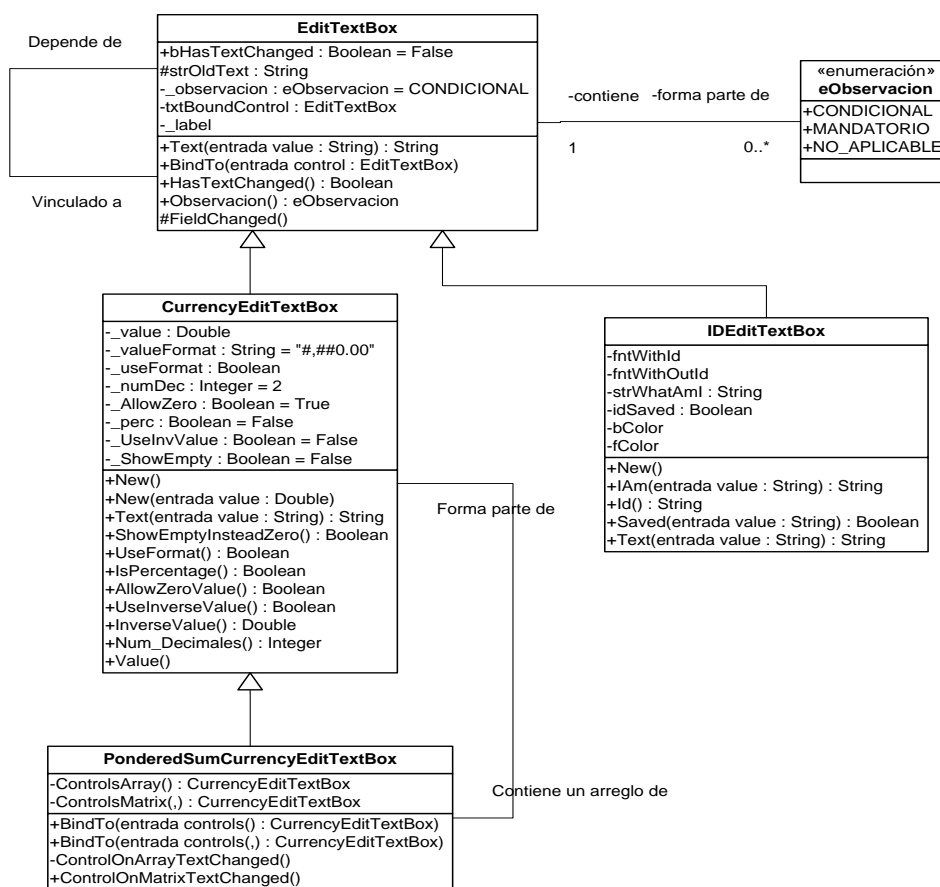 EditTextBox
+bHasTextChanged : Boolean = False
#strOldText : String
-_observacion : eObservacion = CONDICIONAL
-txtBoundControl : EditTextBox
-_label
+Text(entrada value : String) : String
+BindTo(entrada control : EditTextBox)
+HasTextChanged() : Boolean
+Observacion() : eObservacion
#FieldChanged()
Depende de
Vinculado a
-contiene
-forma parte de
1
0..*
«enumeración»
eObservacion
+CONDICIONAL
+MANDATORIO
+NO_APLICABLE
CurrencyEditTextBox
-_value : Double
-_valueFormat : String = "#,##0.00"
-_useFormat : Boolean
-_numDec : Integer = 2
-_AllowZero : Boolean = True
-_perc : Boolean = False
-_UseInvValue : Boolean = False
-_ShowEmpty : Boolean = False
+New()
+New(entrada value : Double)
+Text(entrada value : String) : String
+ShowEmptyInsteadZero() : Boolean
+UseFormat() : Boolean
+IsPercentage() : Boolean
+AllowZeroValue() : Boolean
+UseInverseValue() : Boolean
+InverseValue() : Double
+Num_Decimales() : Integer
+Value()
Forma parte de
IDEditTextBox
-fntWithId
-fntWithOutId
-strWhatAmI : String
-idSaved : Boolean
-bColor
-fColor
+New()
+IAm(entrada value : String) : String
+Id() : String
+Saved(entrada value : String) : Boolean
+Text(entrada value : String) : String
PonderedSumCurrencyEditTextBox
-ControlsArray() : CurrencyEditTextBox
-ControlsMatrix(,) : CurrencyEditTextBox
+BindTo(entrada controls() : CurrencyEditTextBox)
+BindTo(entrada controls(,) : CurrencyEditTextBox)
-ControlOnArrayTextChanged()
+ControlOnMatrixTextChanged()
Contiene un arreglo de